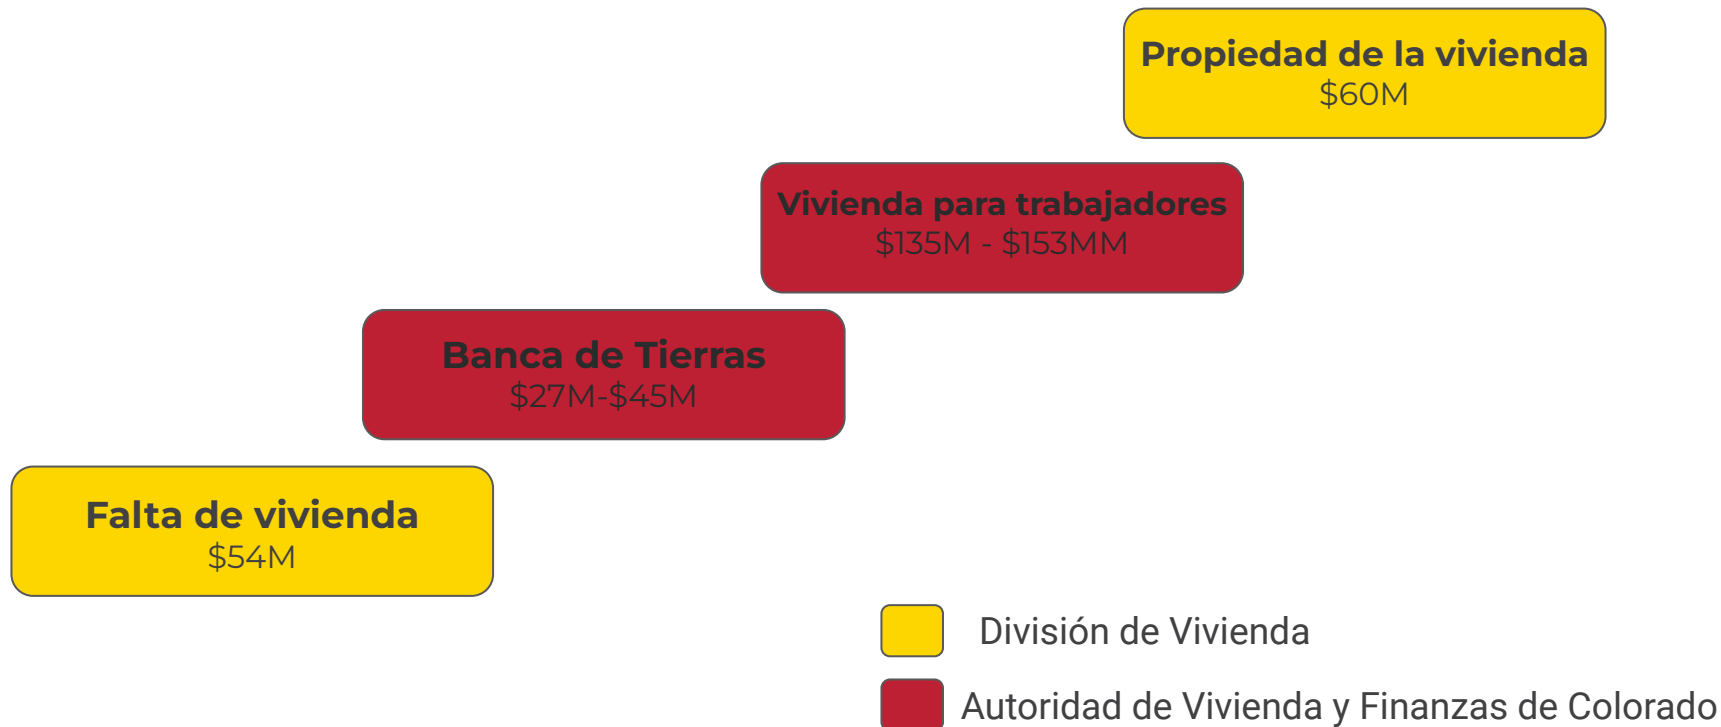 Propiedad de la vivienda
$60M
Vivienda para trabajadores
$135M - $153MM
Banca de Tierras
$27M-$45M
Falta de vivienda
$54M
División de Vivienda
Autoridad de Vivienda y Finanzas de Colorado